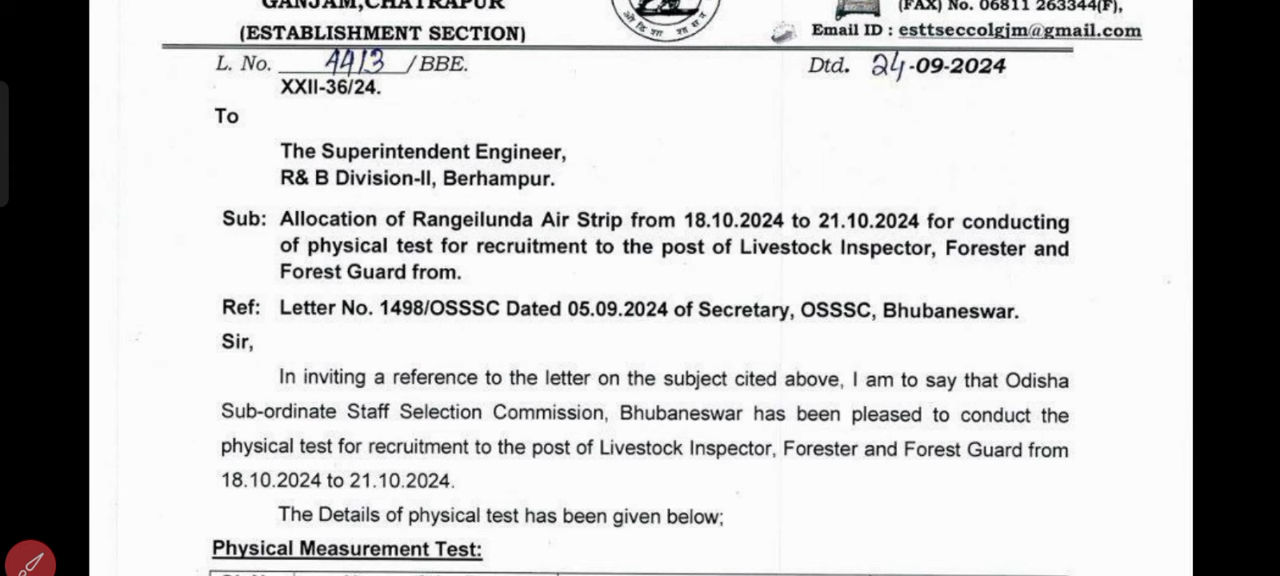 GANJAM,CHATRAPUR
(ESTABLISHMENT SECTION)
(FAX) No. 06811 263344(F),
Email ID : esttseccolgjm@gmail.com
L. No. 4413 /BBE.
XXII-36/24.
Dtd. 24-09-2024
To
The Superintendent Engineer,
R& B Division-II, Berhampur.
Sub: Allocation of Rangeilunda Air Strip from 18.10.2024 to 21.10.2024 for conducting
of physical test for recruitment to the post of Livestock Inspector, Forester and
Forest Guard from.
Ref: Letter No. 1498/OSSSC Dated 05.09.2024 of Secretary, OSSSC, Bhubaneswar.
Sir,
In inviting a reference to the letter on the subject cited above, I am to say that Odisha
Sub-ordinate Staff Selection Commission, Bhubaneswar has been pleased to conduct the
physical test for recruitment to the post of Livestock Inspector, Forester and Forest Guard from
18.10.2024 to 21.10.2024.
The Details of physical test has been given below;
Physical Measurement Test: